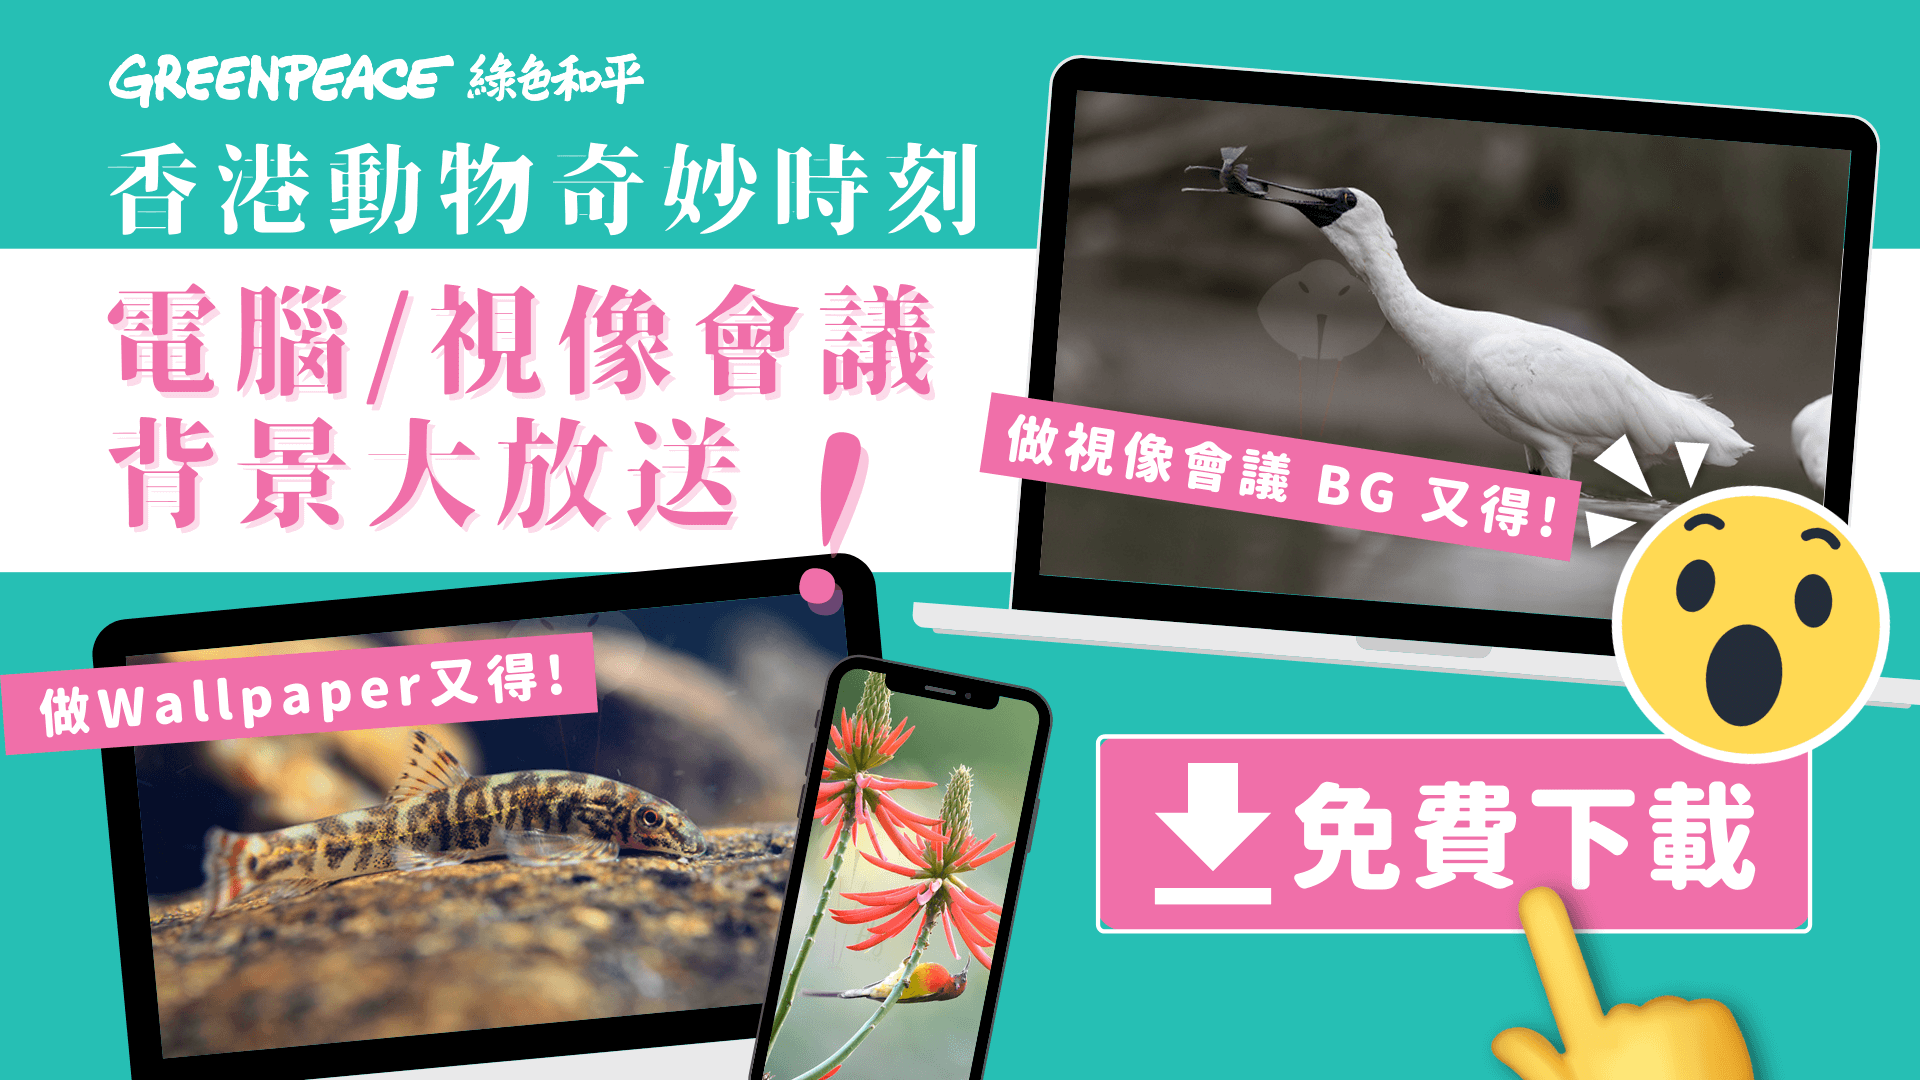 GREENPEACE 綠色和平
香港動物奇妙時刻
電腦/視像會議
背景大放送！
做視像會議 BG 又得!
做Wallpaper又得!
免費下載